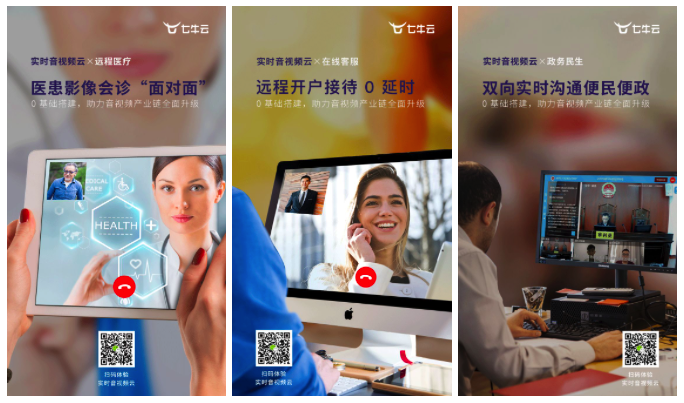 七牛云
实时音视频云×远程医疗
医患影像会诊“面对面”
0 基础搭建，助力音视频产业链全面升级
MEDICAL
CARE
HEALTH
扫码体验
实时音视频云
七牛云
实时音视频云×在线客服
远程开户接待 0 延时
0 基础搭建，助力音视频产业链全面升级
扫码体验
实时音视频云
七牛云
实时音视频云×政务民生
双向实时沟通便民便政
0 基础搭建，助力音视频产业链全面升级
扫码体验
实时音视频云